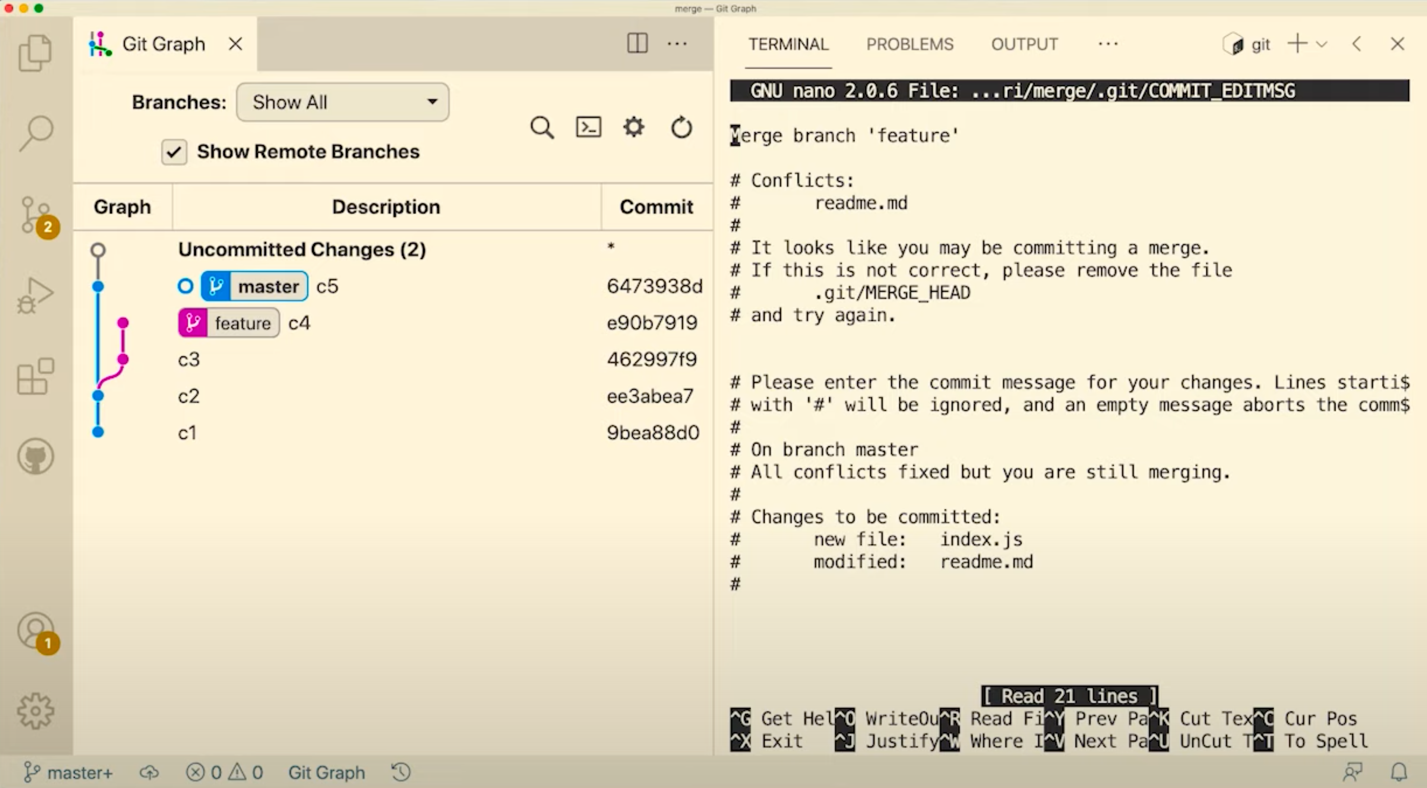 merge — Git Graph
Git Graph
Branches: Show All
Show Remote Branches
Graph Description Commit
Uncommitted Changes (2) *
master c5 6473938d
feature c4 e90b7919
c3 462997f9
c2 ee3abea7
c1 9bea88d0
2
1
TERMINAL PROBLEMS OUTPUT ··· git
GNU nano 2.0.6 File: ...ri/merge/.git/COMMIT_EDITMSG
Merge branch 'feature'
# Conflicts:
# readme.md
#
# It looks like you may be committing a merge.
# If this is not correct, please remove the file
# .git/MERGE_HEAD
# and try again.
# Please enter the commit message for your changes. Lines starti$
# with '#' will be ignored, and an empty message aborts the comm$
#
# On branch master
# All conflicts fixed but you are still merging.
#
# Changes to be committed:
# new file: index.js
# modified: readme.md
#
[ Read 21 lines ]
^G Get Hel^O WriteOu^R Read Fi^Y Prev Pa^K Cut Tex^C Cur Pos
^X Exit ^J Justify^W Where I^V Next Pa^U UnCut T^T To Spell
master+ 0 0 Git Graph